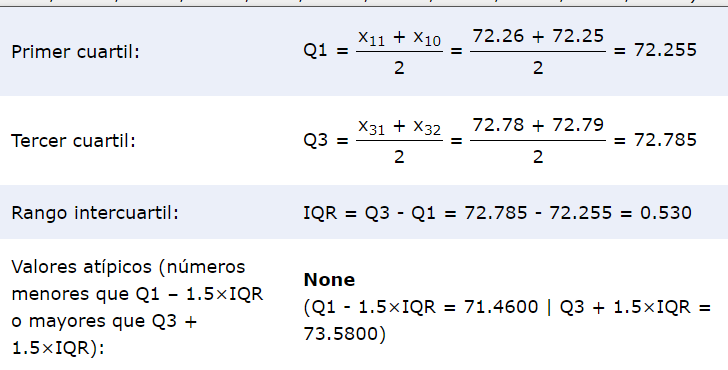 Primer cuartil:
Q1 = x11 + x10 / 2 = 72.26 + 72.25 / 2 = 72.255
Tercer cuartil:
Q3 = x31 + x32 / 2 = 72.78 + 72.79 / 2 = 72.785
Rango intercuartil:
IQR = Q3 - Q1 = 72.785 - 72.255 = 0.530
Valores atípicos (números
menores que Q1 – 1.5×IQR
o mayores que Q3 +
1.5×IQR):
None
(Q1 - 1.5×IQR = 71.4600 | Q3 + 1.5×IQR =
73.5800)